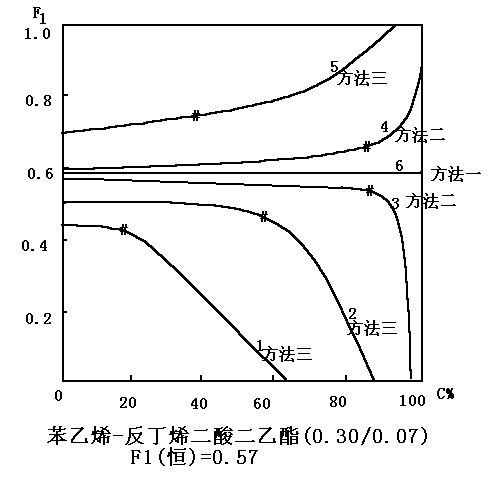 F1
1.0
5
方法三
0.8
#
4
方法二
#
6
0.6
方法一
#
3 方法二
#
0.4
#
2
方法三
0.2
1
方法三
0 20 40 60 80 100 C%
苯乙烯-反丁烯二酸二乙酯(0.30/0.07)
F1(恒)=0.57